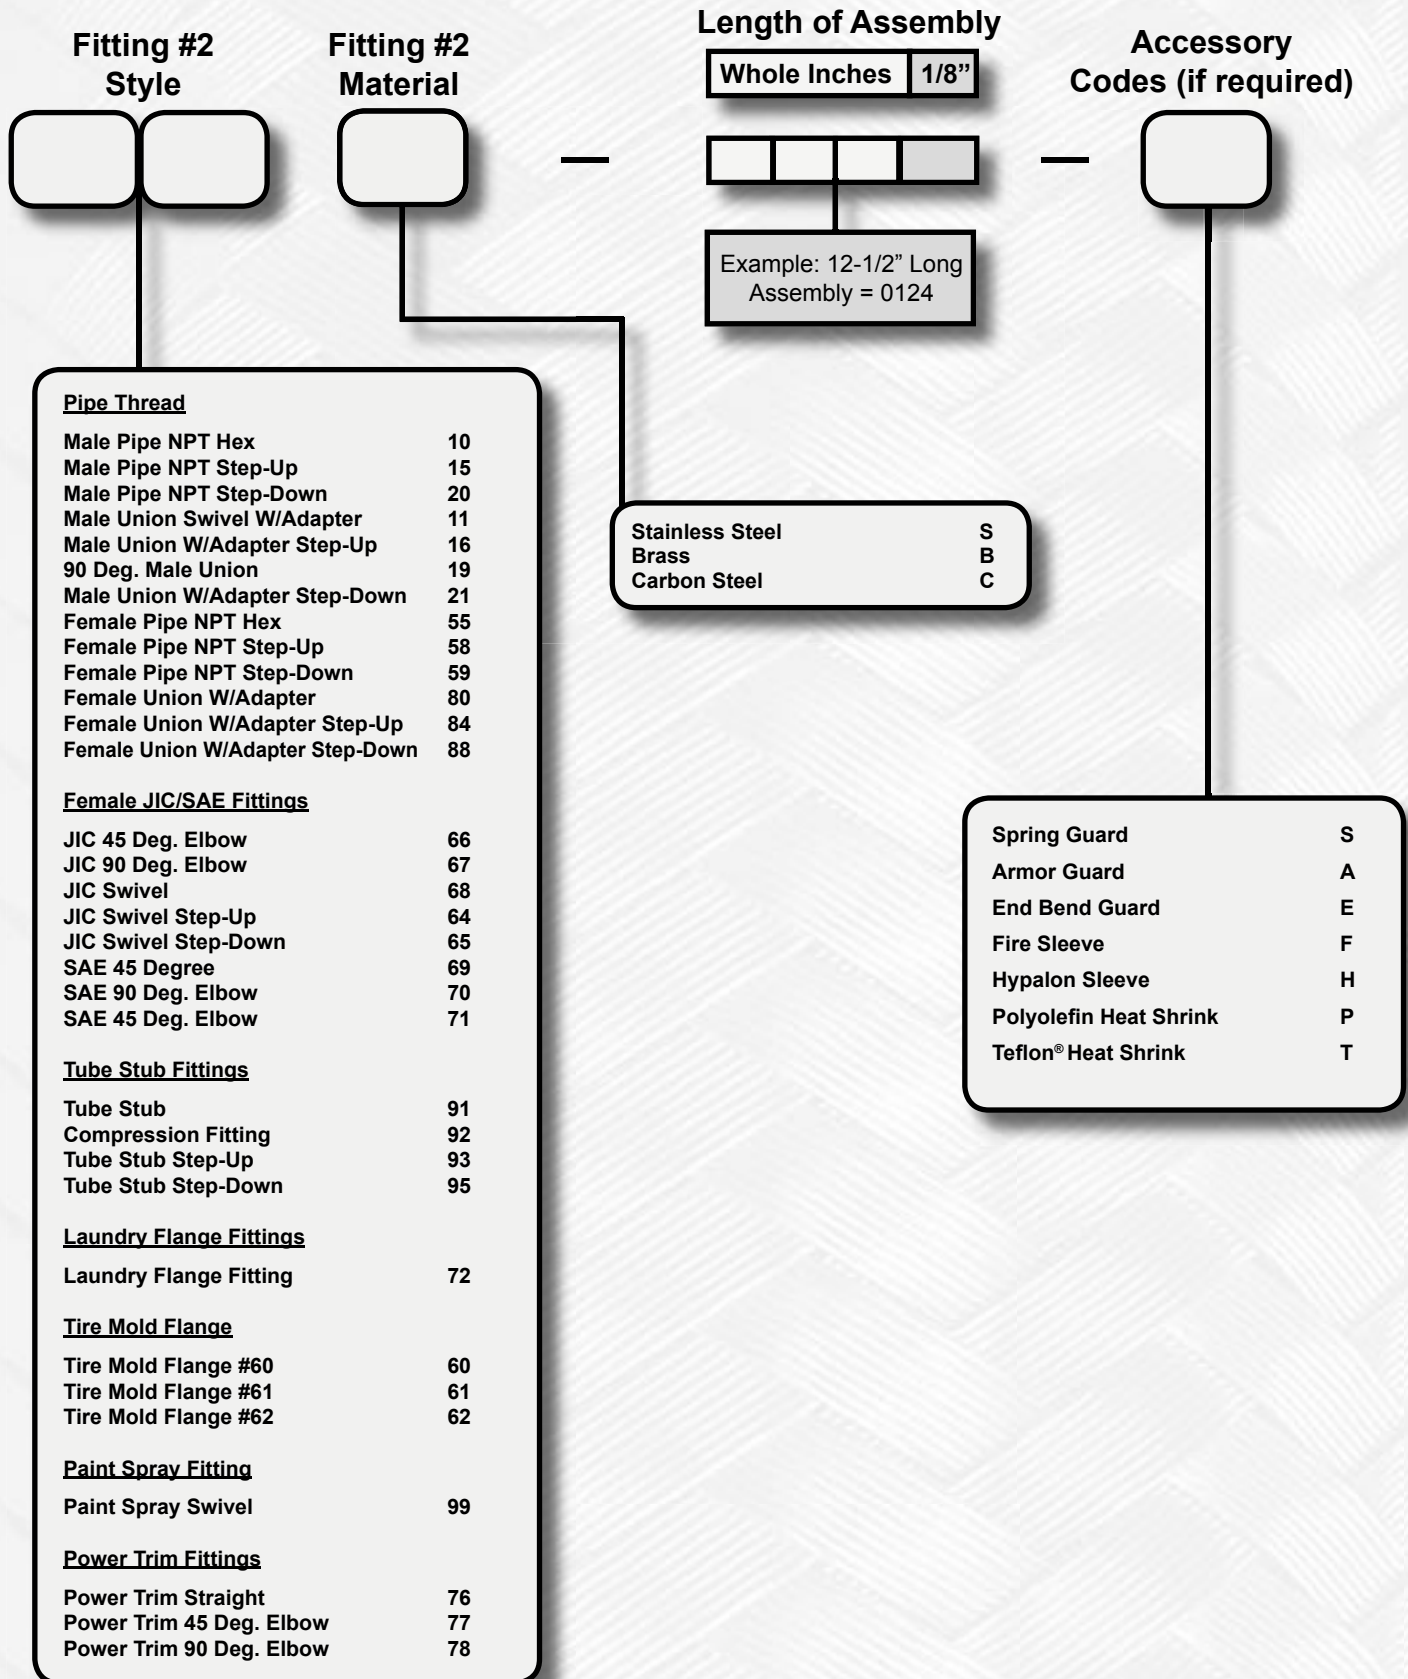 Fitting #2
Style
Fitting #2
Material
Length of Assembly
Whole Inches 1/8”
Accessory
Codes (if required)
— —
Example: 12-1/2” Long
Assembly = 0124
Pipe Thread
Male Pipe NPT Hex 10
Male Pipe NPT Step-Up 15
Male Pipe NPT Step-Down 20
Male Union Swivel W/Adapter 11
Male Union W/Adapter Step-Up 16
90 Deg. Male Union 19
Male Union W/Adapter Step-Down 21
Female Pipe NPT Hex 55
Female Pipe NPT Step-Up 58
Female Pipe NPT Step-Down 59
Female Union W/Adapter 80
Female Union W/Adapter Step-Up 84
Female Union W/Adapter Step-Down 88
Female JIC/SAE Fittings
JIC 45 Deg. Elbow 66
JIC 90 Deg. Elbow 67
JIC Swivel 68
JIC Swivel Step-Up 64
JIC Swivel Step-Down 65
SAE 45 Degree 69
SAE 90 Deg. Elbow 70
SAE 45 Deg. Elbow 71
Tube Stub Fittings
Tube Stub 91
Compression Fitting 92
Tube Stub Step-Up 93
Tube Stub Step-Down 95
Laundry Flange Fittings
Laundry Flange Fitting 72
Tire Mold Flange
Tire Mold Flange #60 60
Tire Mold Flange #61 61
Tire Mold Flange #62 62
Paint Spray Fitting
Paint Spray Swivel 99
Power Trim Fittings
Power Trim Straight 76
Power Trim 45 Deg. Elbow 77
Power Trim 90 Deg. Elbow 78
Stainless Steel S
Brass B
Carbon Steel C
Spring Guard S
Armor Guard A
End Bend Guard E
Fire Sleeve F
Hypalon Sleeve H
Polyolefin Heat Shrink P
Teflon® Heat Shrink T